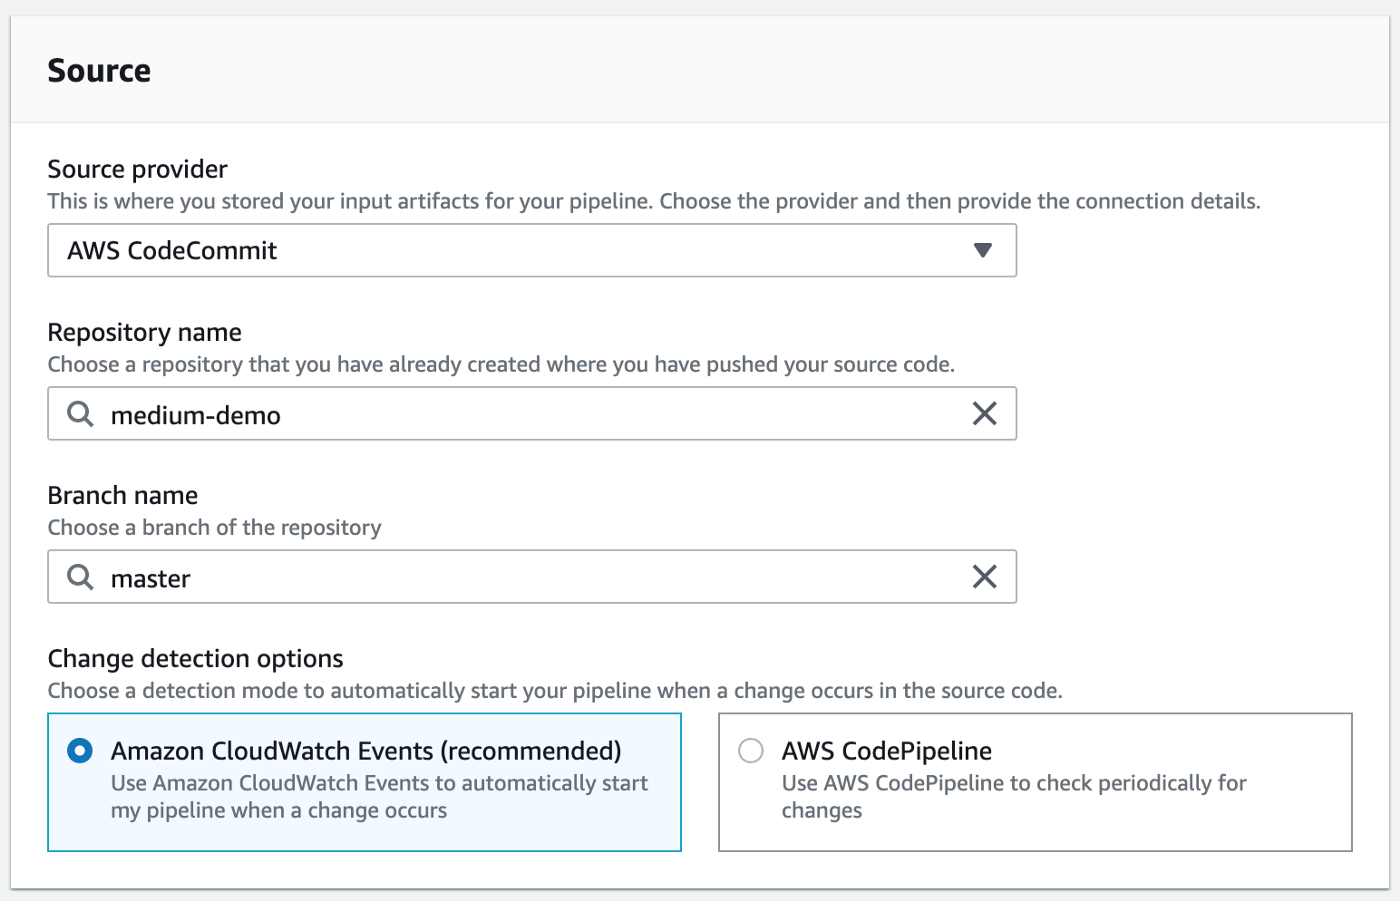 Source
Source provider
This is where you stored your input artifacts for your pipeline. Choose the provider and then provide the connection details.
AWS CodeCommit
Repository name
Choose a repository that you have already created where you have pushed your source code.
medium-demo
Branch name
Choose a branch of the repository
master
Change detection options
Choose a detection mode to automatically start your pipeline when a change occurs in the source code.
Amazon CloudWatch Events (recommended)
Use Amazon CloudWatch Events to automatically start
my pipeline when a change occurs
AWS CodePipeline
Use AWS CodePipeline to check periodically for
changes